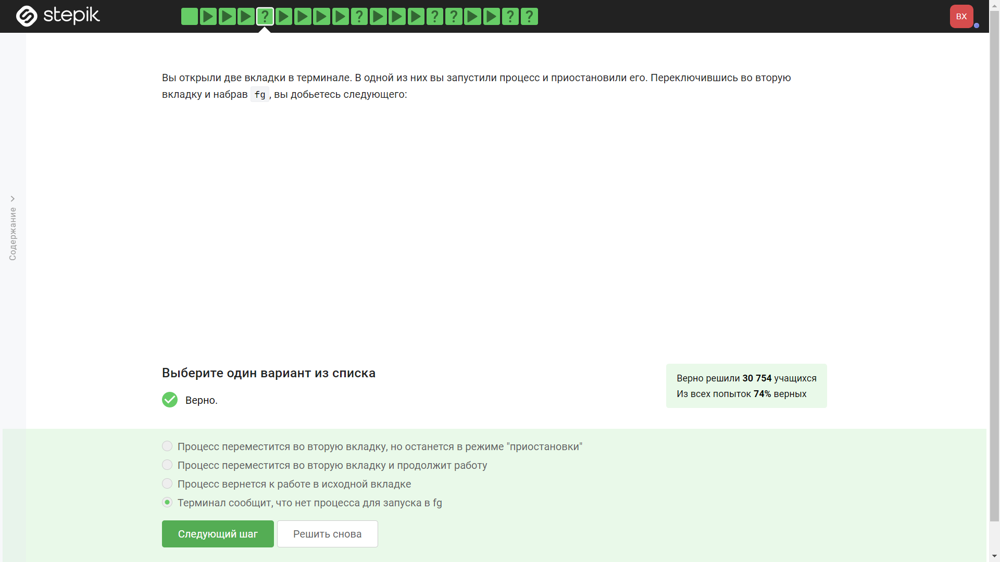 stepik
? ? ? ? ? ?
ВХ
Вы открыли две вкладки в терминале. В одной из них вы запустили процесс и приостановили его. Переключившись во вторую
вкладку и набрав fg, вы добьетесь следующего:
Содержание
Выберите один вариант из списка
Верно.
Верно решили 30 754 учащихся
Из всех попыток 74% верных
Процесс переместится во вторую вкладку, но останется в режиме "приостановки"
Процесс переместится во вторую вкладку и продолжит работу
Процесс вернется к работе в исходной вкладке
Терминал сообщит, что нет процесса для запуска в fg
Следующий шаг
Решить снова